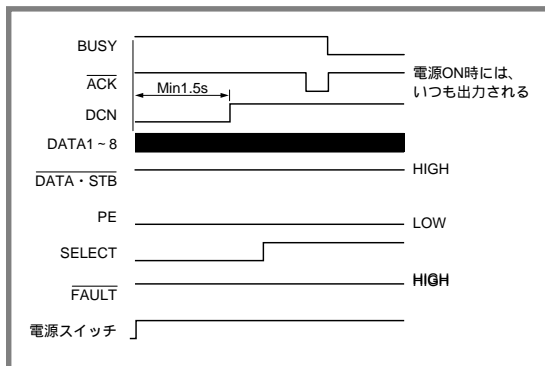 BUSY
ACK
電源ON時には、
いつも出力される
Min1.5s
DCN
DATA1~8
DATA・STB
HIGH
PE
LOW
SELECT
HIGH
FAULT
電源スイッチ